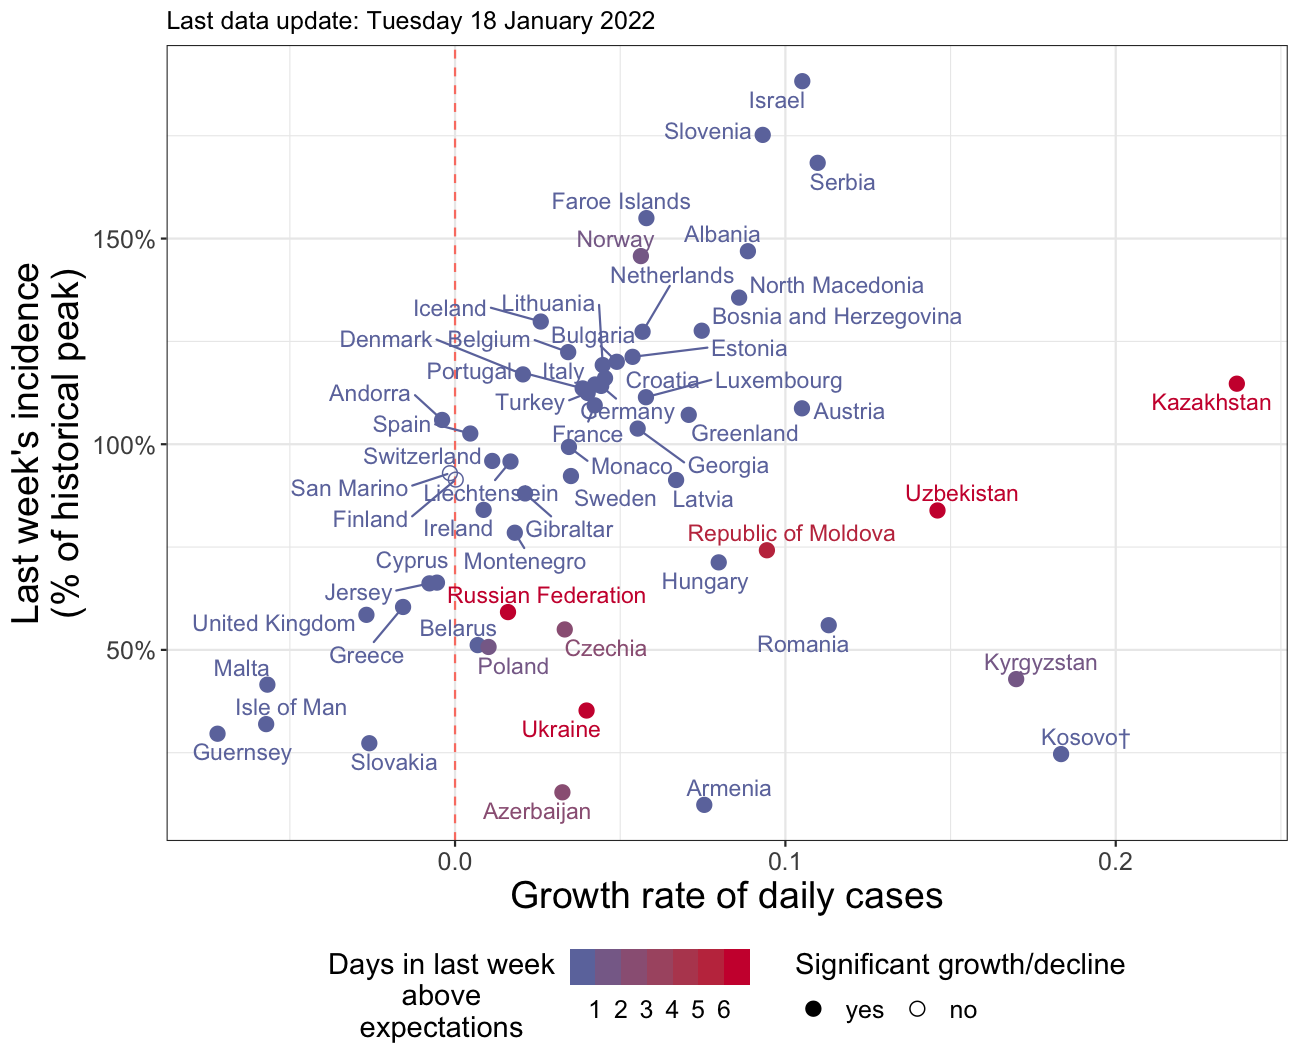 Last data update: Tuesday 18 January 2022
Last week's incidence
(% of historical peak)
150%
100%
50%
Israel
Slovenia
Serbia
Faroe Islands
Norway
Albania
Netherlands
North Macedonia
Iceland
Lithuania
Bosnia and Herzegovina
Denmark
Belgium
Bulgaria
Estonia
Portugal
Italy
Croatia
Luxembourg
Kazakhstan
Andorra
Turkey
Germany
Austria
Spain
France
Greenland
Switzerland
Monaco
Georgia
San Marino
Liechtenstein
Sweden
Latvia
Uzbekistan
Finland
Ireland
Gibraltar
Republic of Moldova
Cyprus
Montenegro
Hungary
Jersey
Russian Federation
United Kingdom
Belarus
Greece
Poland
Czechia
Romania
Malta
Kyrgyzstan
Isle of Man
Ukraine
Kosovo†
Guernsey
Slovakia
Armenia
Azerbaijan
0.0 0.1 0.2
Growth rate of daily cases
Days in last week
above
expectations
1 2 3 4 5 6
Significant growth/decline
yes no